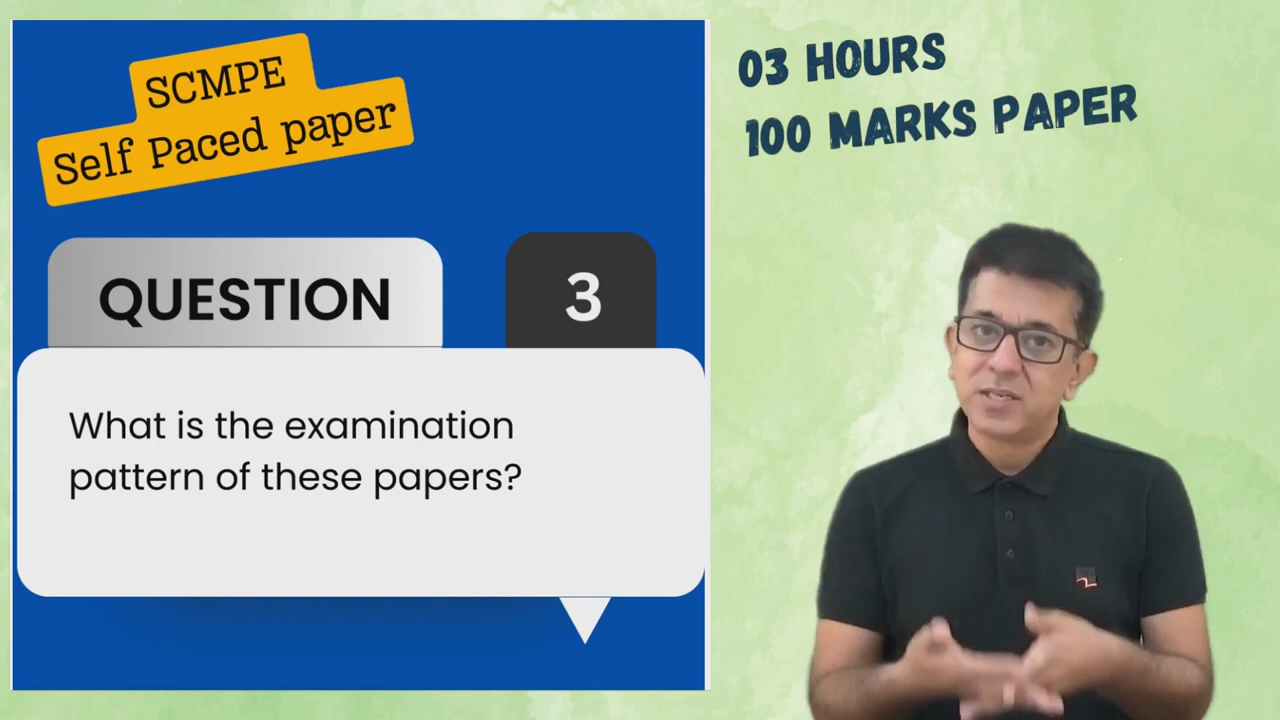 SCMPE
Self Paced paper
QUESTION
3
What is the examination
pattern of these papers?
03 HOURS
100 MARKS PAPER